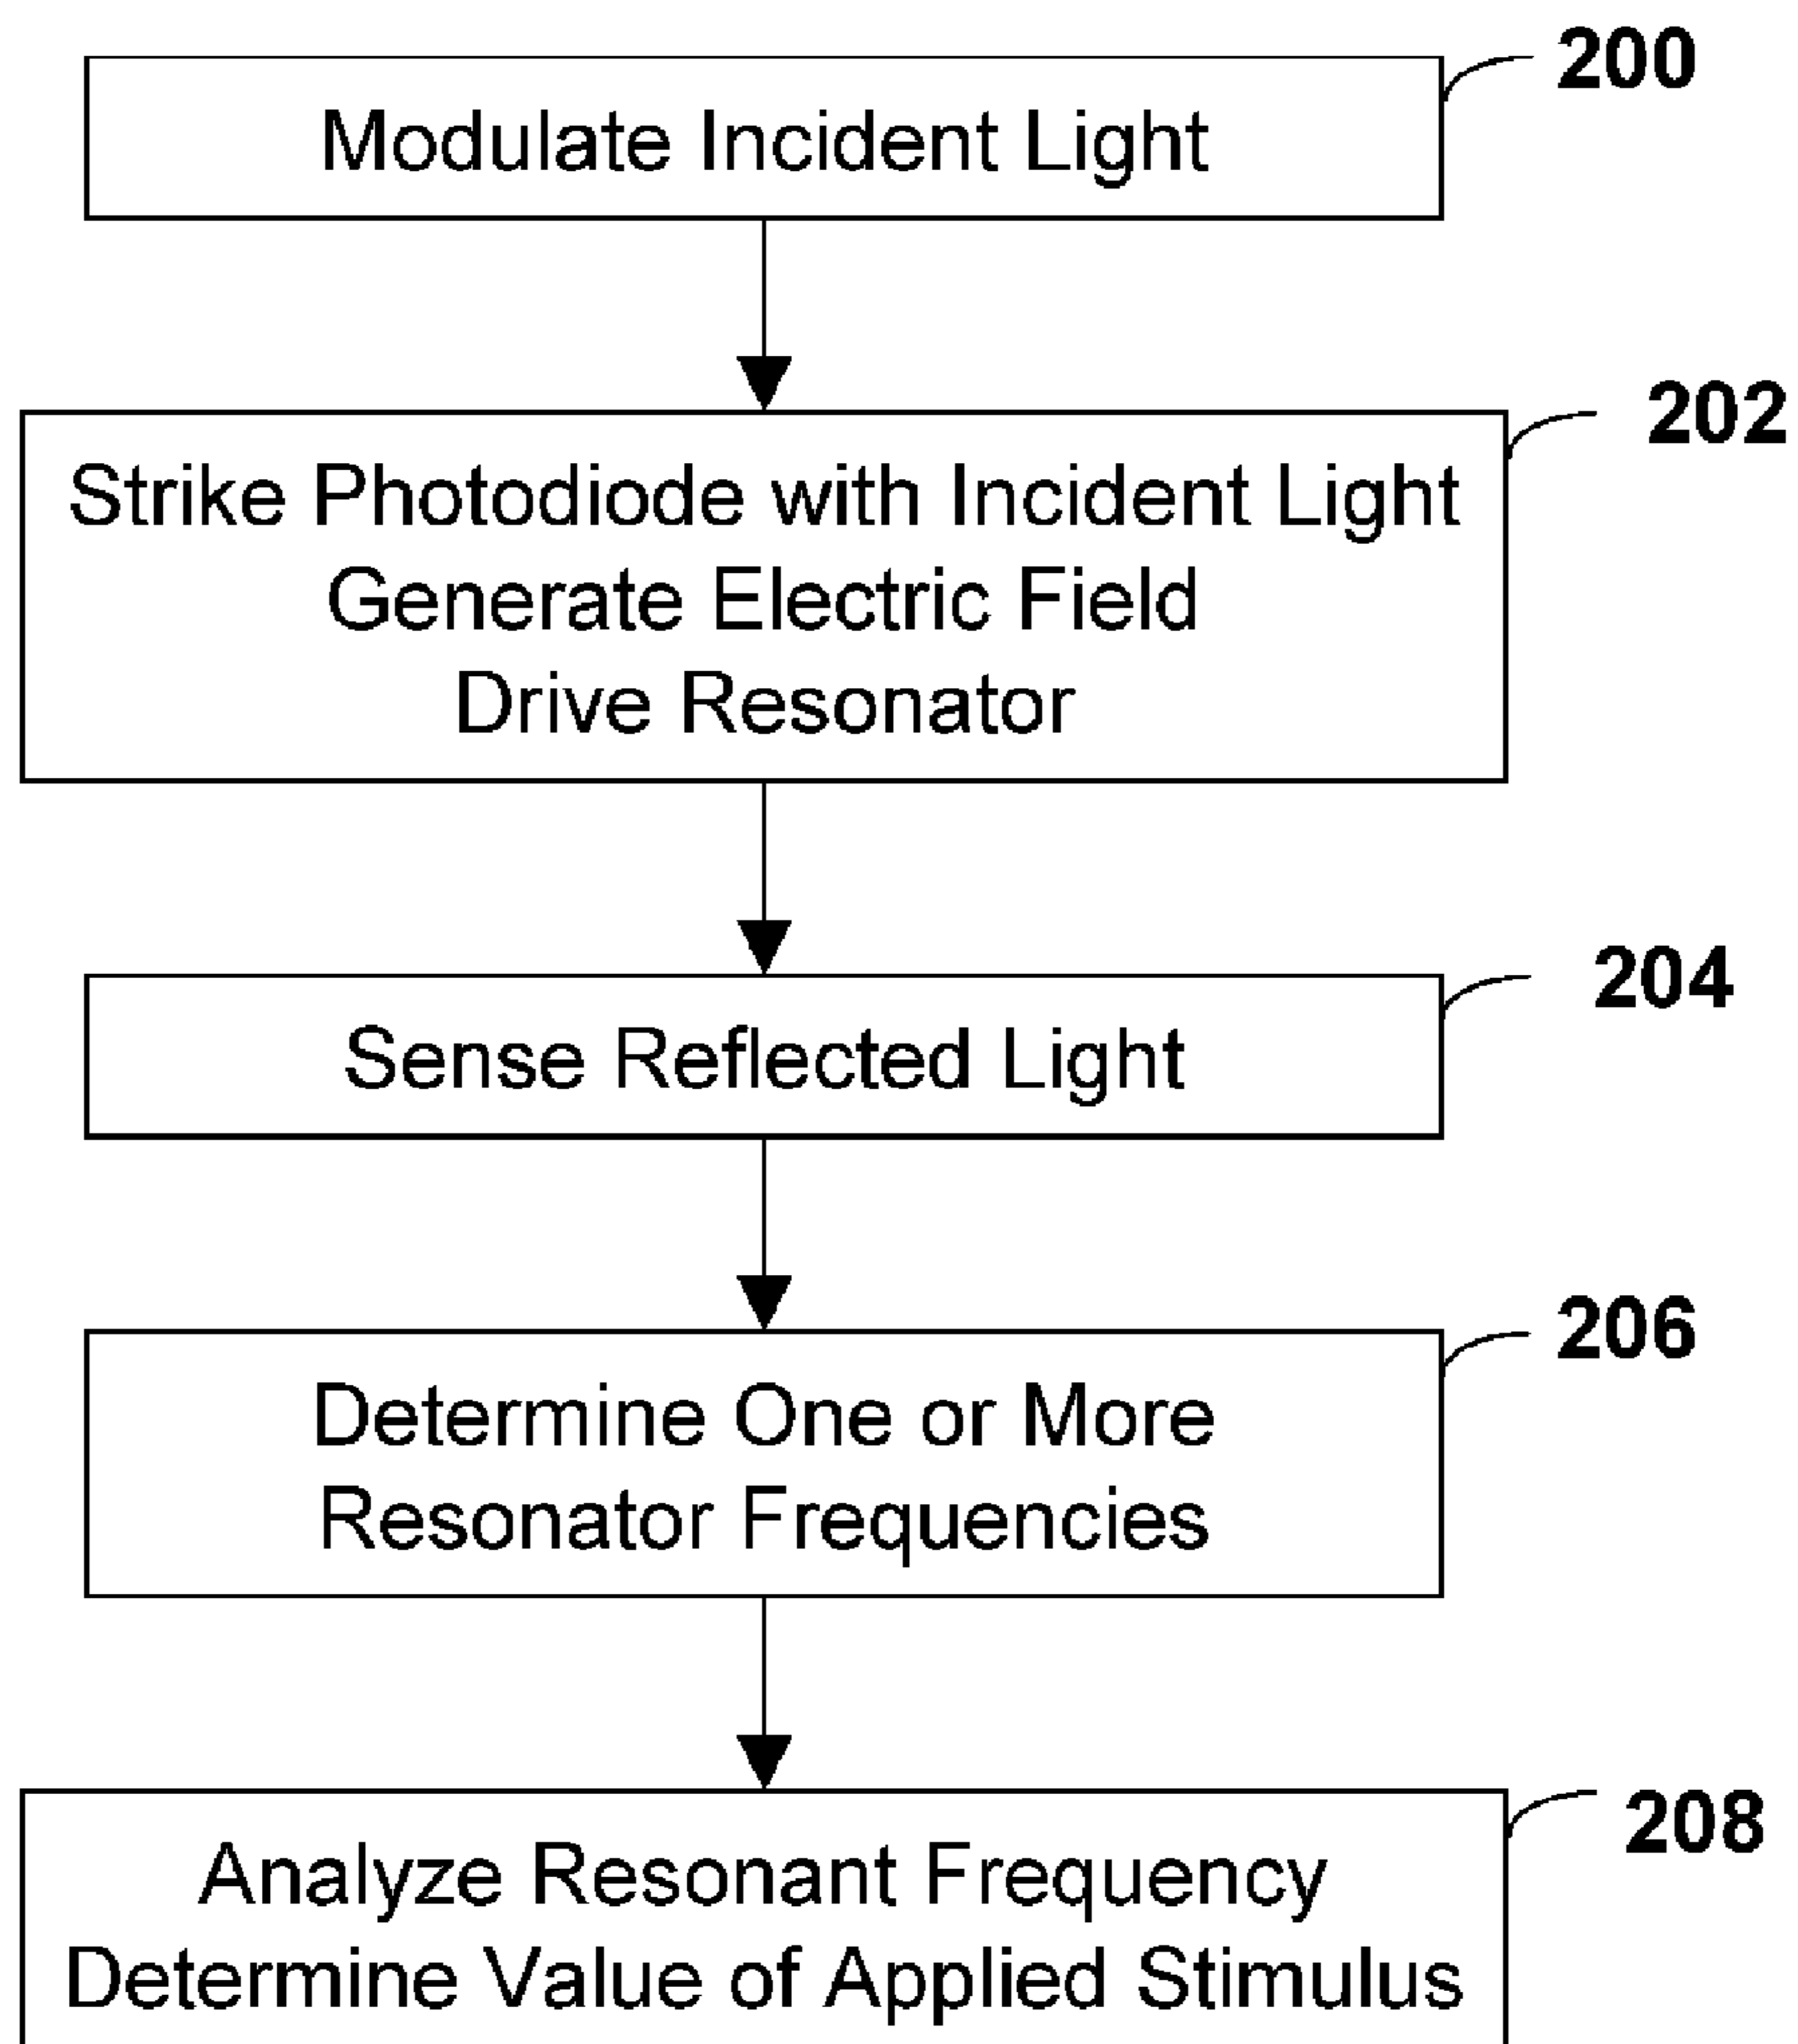 200
Modulate Incident Light
202
Strike Photodiode with Incident Light
Generate Electric Field
Drive Resonator
204
Sense Reflected Light
206
Determine One or More
Resonator Frequencies
208
Analyze Resonant Frequency
Determine Value of Applied Stimulus